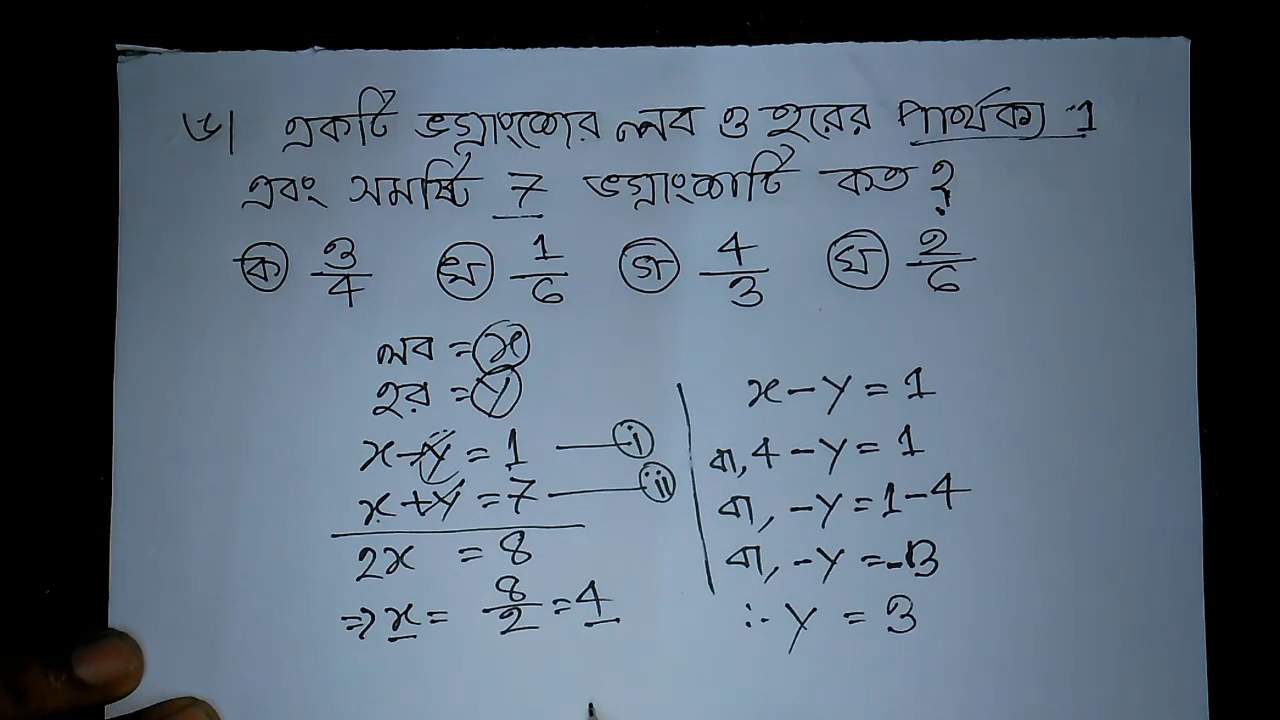 ৬। একটি ভগ্নাংশের লব ও হরের পার্থক্য 1
এবং সমষ্টি 7 ভগ্নাংশটি কত?
ক 3/4 খ 1/6 গ 4/3 ঘ 2/6
লব = x
হর = y
x - y = 1 —— i
x + y = 7 —— ii
2x = 8
⇒ x = 8/2 = 4
x - y = 1
বা, 4 - y = 1
বা, -y = 1-4
বা, -y = -3
∴ y = 3